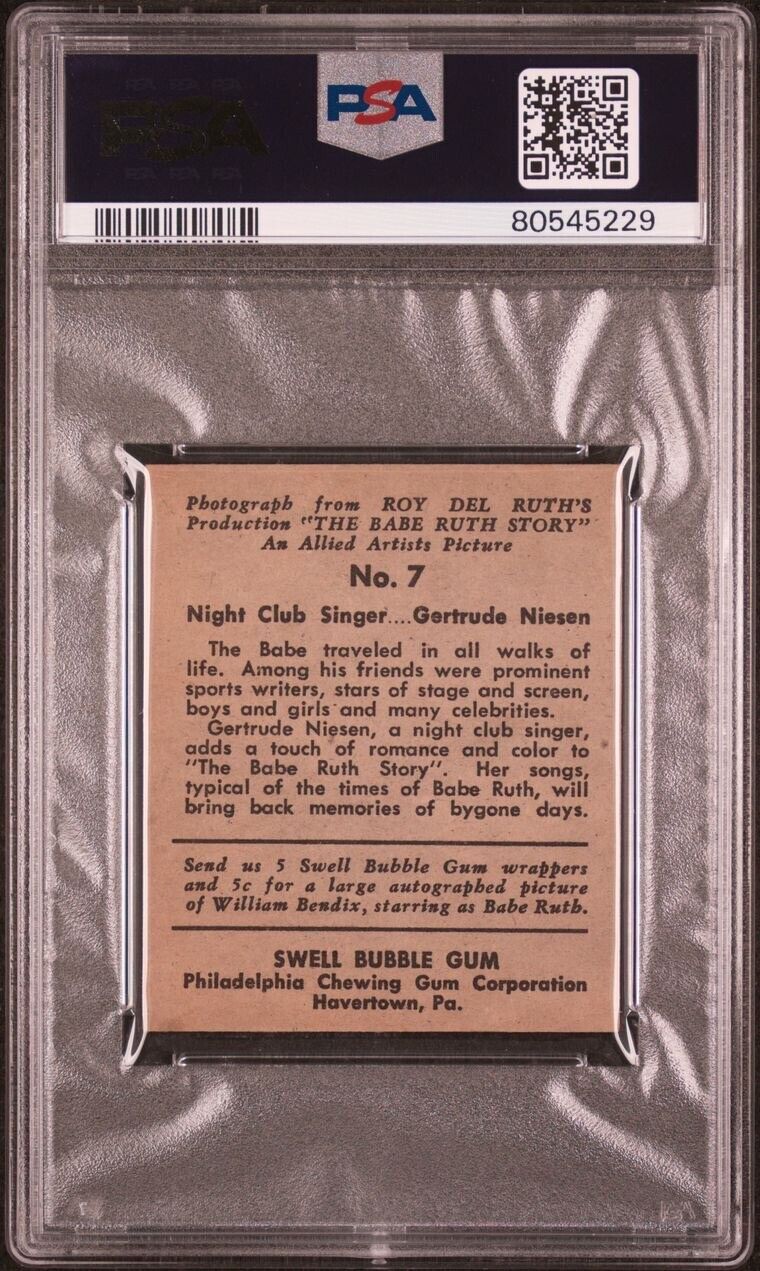 PSA
80545229
Photograph from ROY DEL RUTH'S
Production "THE BABE RUTH STORY"
An Allied Artists Picture
No. 7
Night Club Singer....Gertrude Niesen
The Babe traveled in all walks of
life. Among his friends were prominent
sports writers, stars of stage and screen,
boys and girls and many celebrities.
Gertrude Niesen, a night club singer,
adds a touch of romance and color to
"The Babe Ruth Story". Her songs,
typical of the times of Babe Ruth, will
bring back memories of bygone days.
Send us 5 Swell Bubble Gum wrappers
and 5c for a large autographed picture
of William Bendix, starring as Babe Ruth.
SWELL BUBBLE GUM
Philadelphia Chewing Gum Corporation
Havertown, Pa.